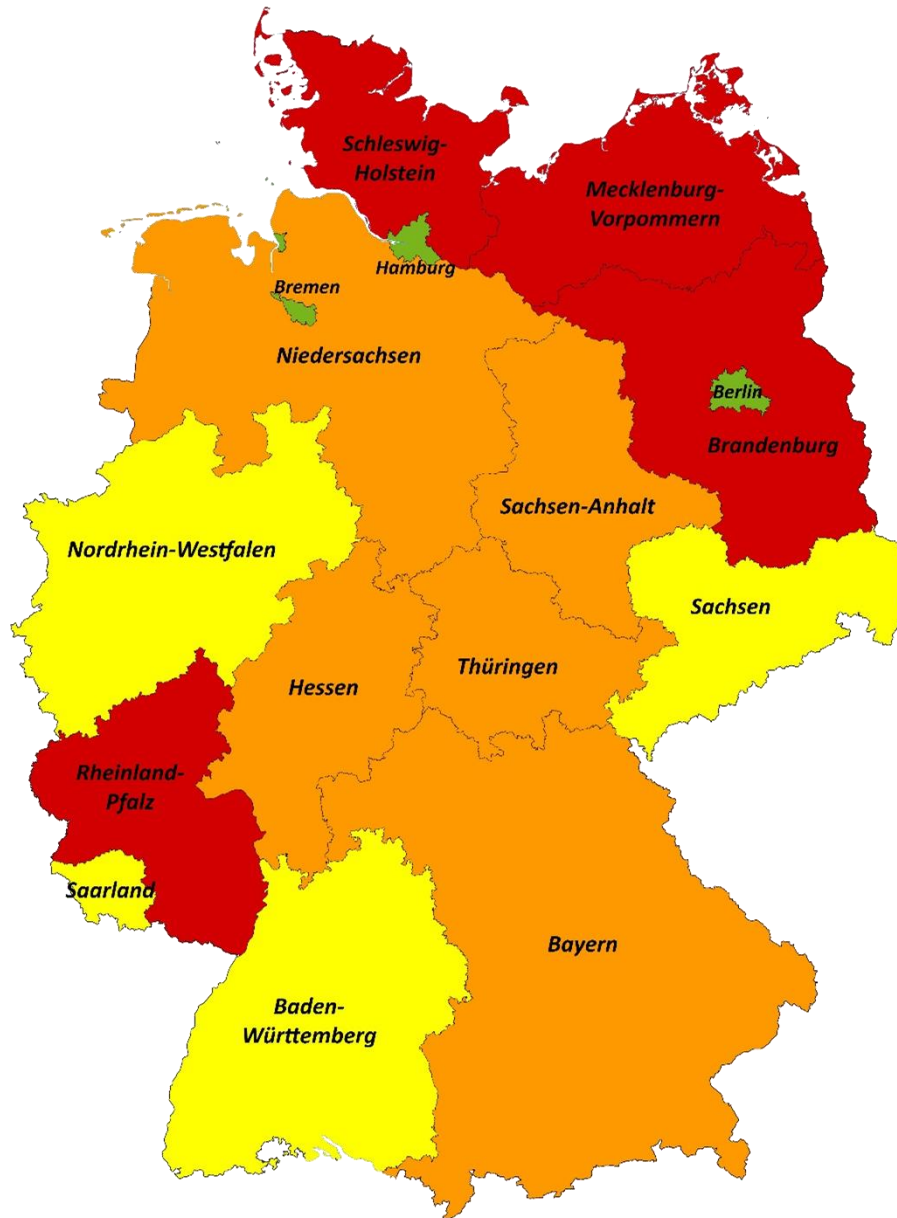 Schleswig-
Holstein
Mecklenburg-
Vorpommern
Hamburg
Bremen
Niedersachsen
Berlin
Brandenburg
Sachsen-Anhalt
Nordrhein-Westfalen
Sachsen
Hessen
Thüringen
Rheinland-
Pfalz
Saarland
Bayern
Baden-
Württemberg